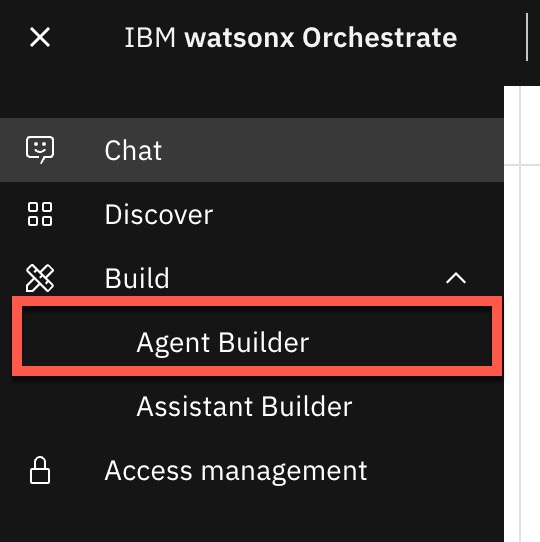 IBM watsonx Orchestrate
Chat
Discover
Build
Agent Builder
Assistant Builder
Access management